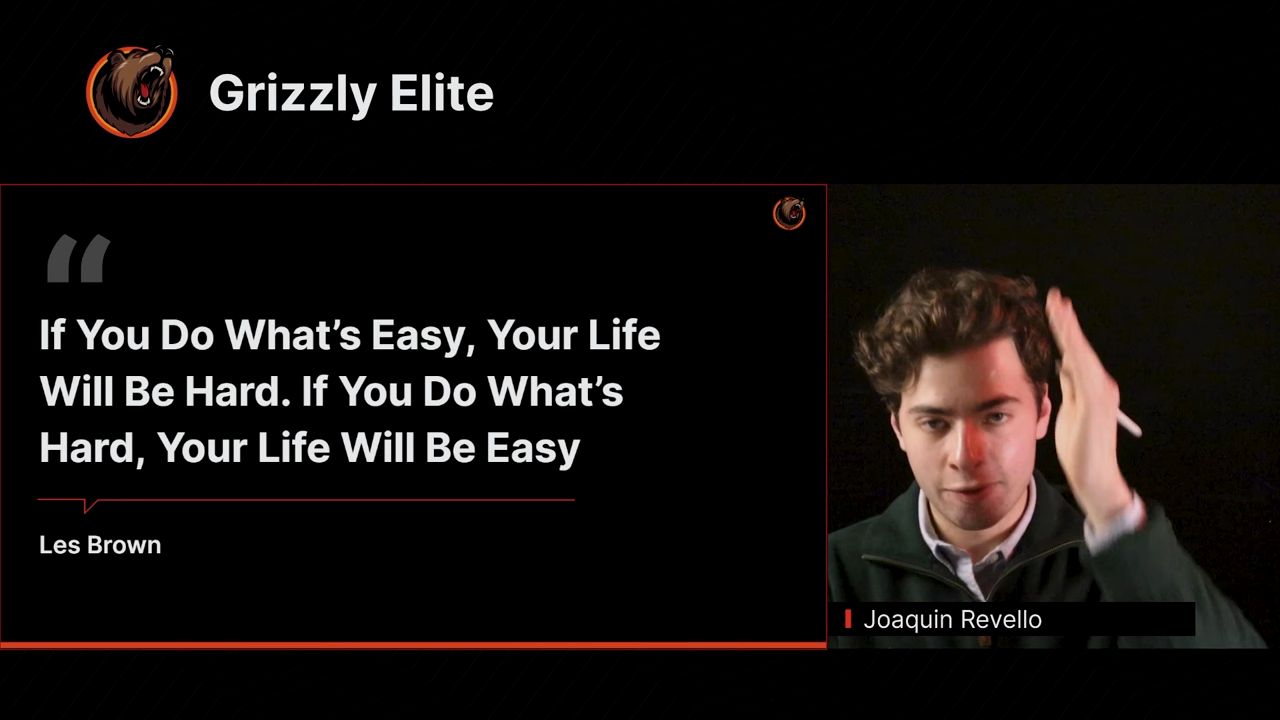 Grizzly Elite
“
If You Do What’s Easy, Your Life
Will Be Hard. If You Do What’s
Hard, Your Life Will Be Easy
Les Brown
Joaquin Revello